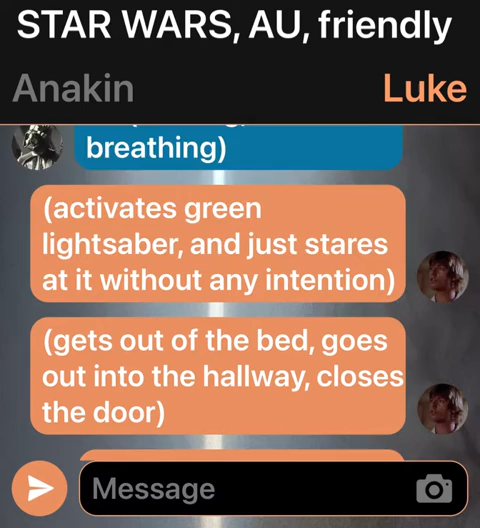 STAR WARS, AU, friendly
Anakin
Luke
breathing)
(activates green
lightsaber, and just stares
at it without any intention)
(gets out of the bed, goes
out into the hallway, closes
the door)
Message